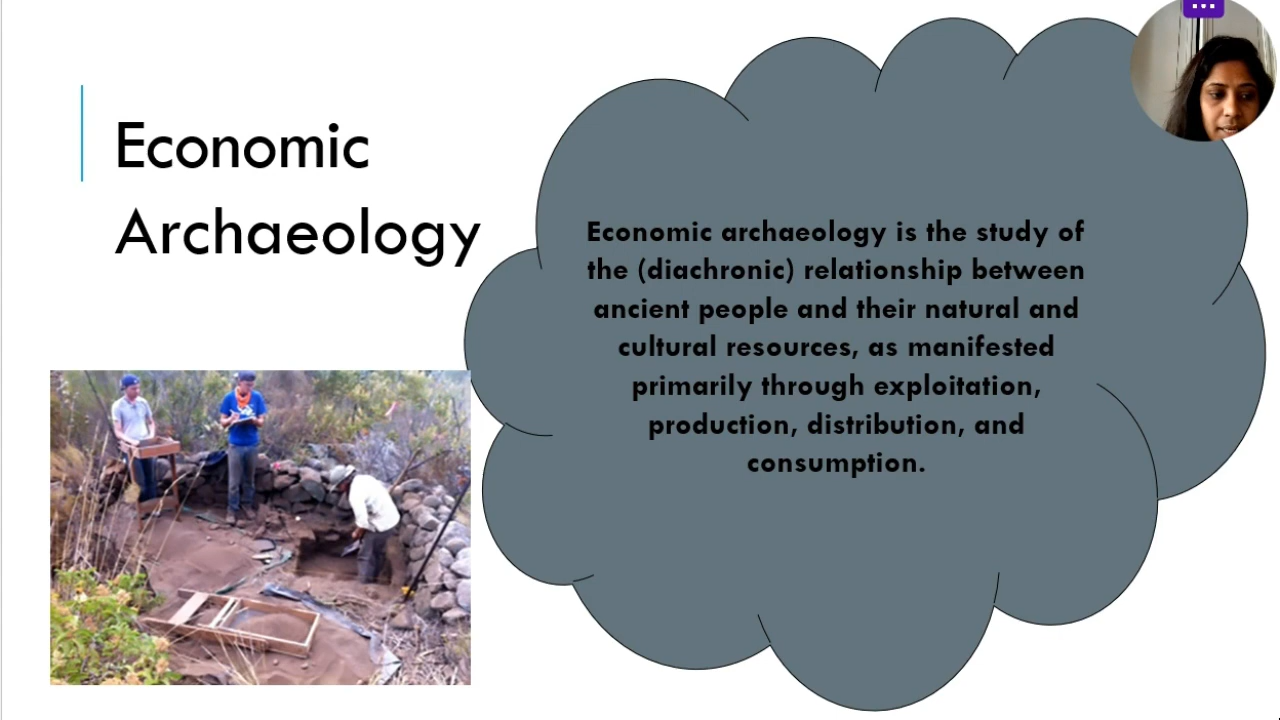 Economic
Archaeology
Economic archaeology is the study of
the (diachronic) relationship between
ancient people and their natural and
cultural resources, as manifested
primarily through exploitation,
production, distribution, and
consumption.